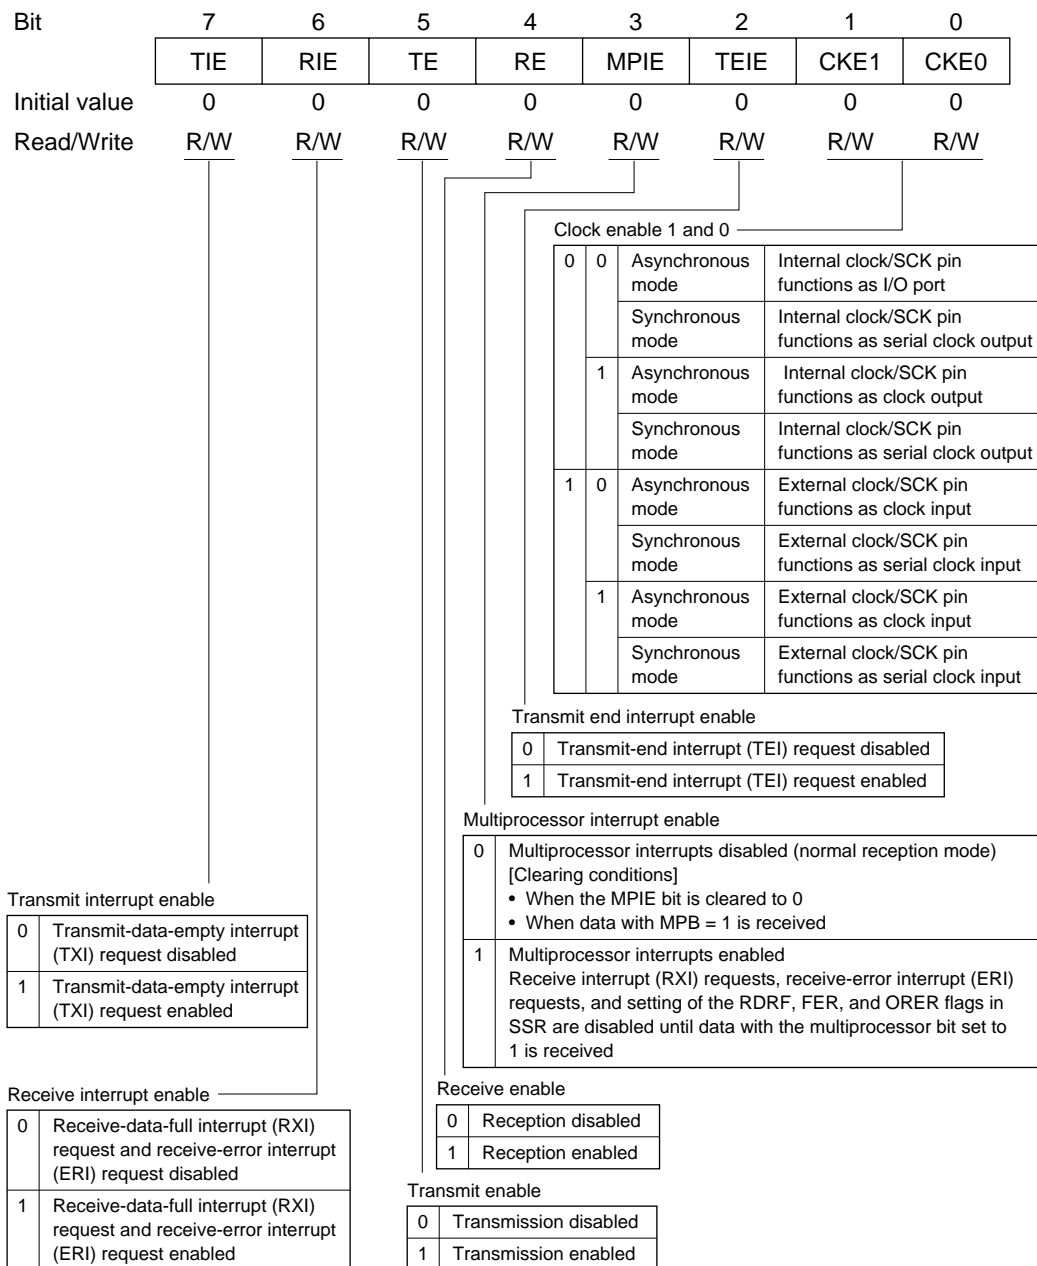 Bit 7 6 5 4 3 2 1 0
TIE RIE TE RE MPIE TEIE CKE1 CKE0
Initial value 0 0 0 0 0 0 0 0
Read/Write R/W R/W R/W R/W R/W R/W R/W R/W
Clock enable 1 and 0
0 0 Asynchronous mode Internal clock/SCK pin
functions as I/O port
Synchronous mode Internal clock/SCK pin
functions as serial clock output
1 Asynchronous mode Internal clock/SCK pin
functions as clock output
Synchronous mode Internal clock/SCK pin
functions as serial clock output
1 0 Asynchronous mode External clock/SCK pin
functions as clock input
Synchronous mode External clock/SCK pin
functions as serial clock input
1 Asynchronous mode External clock/SCK pin
functions as clock input
Synchronous mode External clock/SCK pin
functions as serial clock input
Transmit end interrupt enable
0 Transmit-end interrupt (TEI) request disabled
1 Transmit-end interrupt (TEI) request enabled
Multiprocessor interrupt enable
0 Multiprocessor interrupts disabled (normal reception mode)
[Clearing conditions]
• When the MPIE bit is cleared to 0
• When data with MPB = 1 is received
1 Multiprocessor interrupts enabled
Receive interrupt (RXI) requests, receive-error interrupt (ERI)
requests, and setting of the RDRF, FER, and ORER flags in
SSR are disabled until data with the multiprocessor bit set to
1 is received
Transmit interrupt enable
0 Transmit-data-empty interrupt
(TXI) request disabled
1 Transmit-data-empty interrupt
(TXI) request enabled
Receive enable
0 Reception disabled
1 Reception enabled
Receive interrupt enable
0 Receive-data-full interrupt (RXI)
request and receive-error interrupt
(ERI) request disabled
1 Receive-data-full interrupt (RXI)
request and receive-error interrupt
(ERI) request enabled
Transmit enable
0 Transmission disabled
1 Transmission enabled